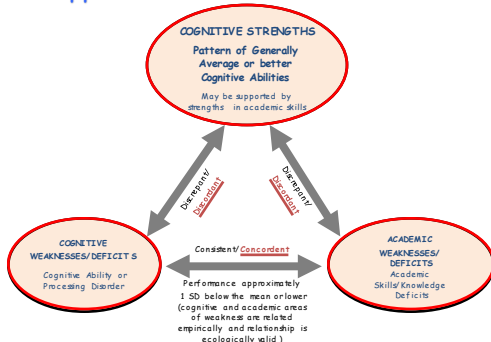 COGNITIVE STRENGTHS
Pattern of Generally
Average or better
Cognitive Abilities
May be supported by
strengths in academic skills
Discrepant/
Discordant
Discrepant/
Discordant
COGNITIVE
WEAKNESSES/DEFICITS
Cognitive Ability or
Processing Disorder
Consistent/Concordent
Performance approximately
1 SD below the mean or lower
(cognitive and academic areas
of weakness are related
empirically and relationship is
ecologically valid )
ACADEMIC
WEAKNESSES/
DEFICITS
Academic
Skills/Knowledge
Deficits